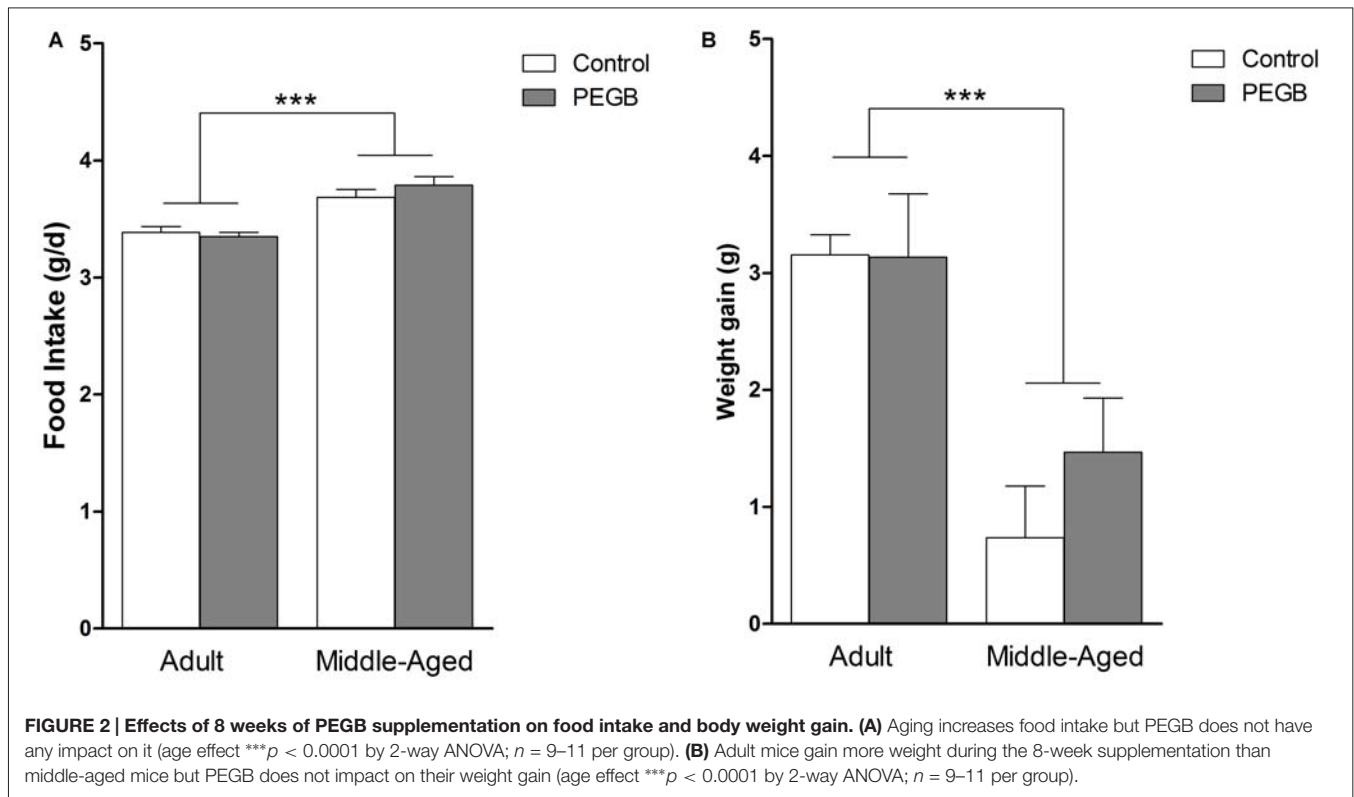 A
5
4
3
2
1
0
Food Intake (g/d)
***
Control
PEGB
Adult
Middle-Aged
B
5
4
3
2
1
0
Weight gain (g)
***
Control
PEGB
Adult
Middle-Aged
FIGURE 2 | Effects of 8 weeks of PEGB supplementation on food intake and body weight gain. (A) Aging increases food intake but PEGB does not have
any impact on it (age effect ***p < 0.0001 by 2-way ANOVA; n = 9–11 per group). (B) Adult mice gain more weight during the 8-week supplementation than
middle-aged mice but PEGB does not impact on their weight gain (age effect ***p < 0.0001 by 2-way ANOVA; n = 9–11 per group).